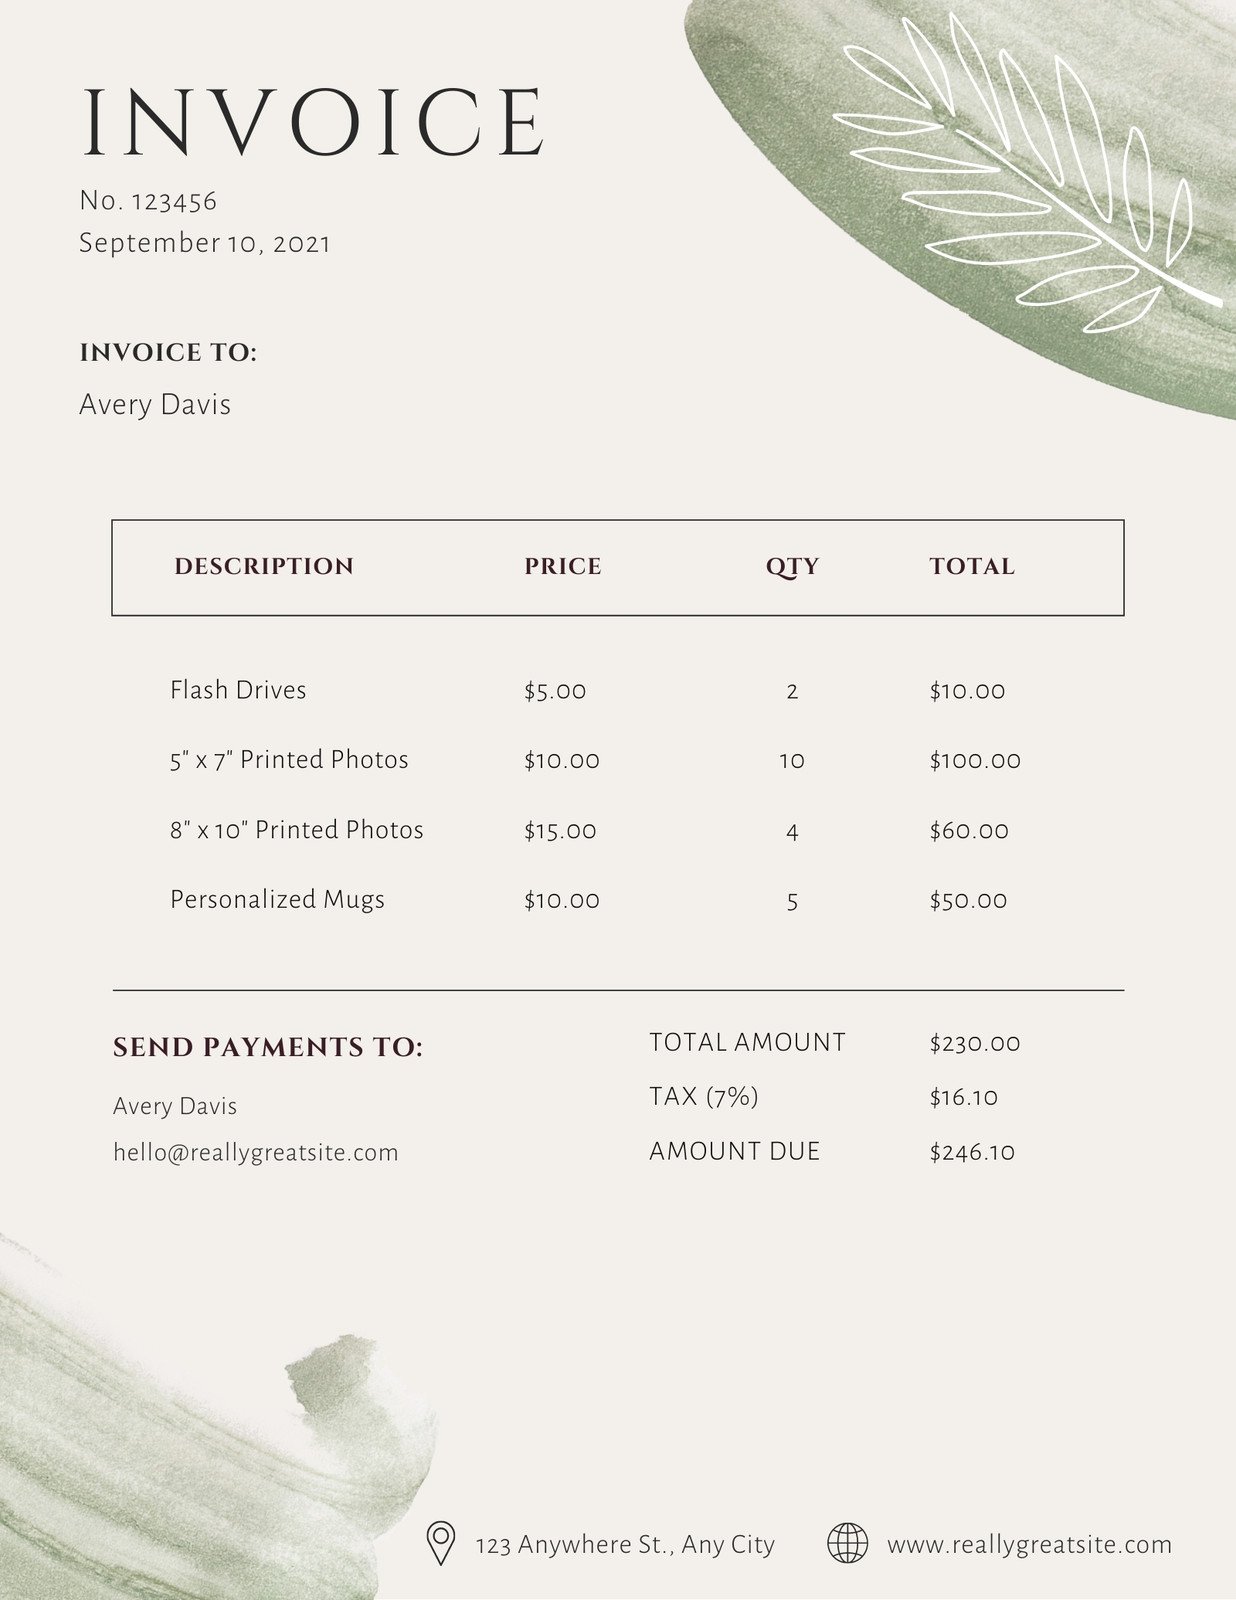 INVOICE
No. 123456
September 10, 2021
INVOICE TO:
Avery Davis
DESCRIPTION PRICE QTY TOTAL
Flash Drives $5.00 2 $10.00
5" x 7" Printed Photos $10.00 10 $100.00
8" x 10" Printed Photos $15.00 4 $60.00
Personalized Mugs $10.00 5 $50.00
SEND PAYMENTS TO:
Avery Davis
hello@reallygreatsite.com
TOTAL AMOUNT $230.00
TAX (7%) $16.10
AMOUNT DUE $246.10
123 Anywhere St., Any City
www.reallygreatsite.com